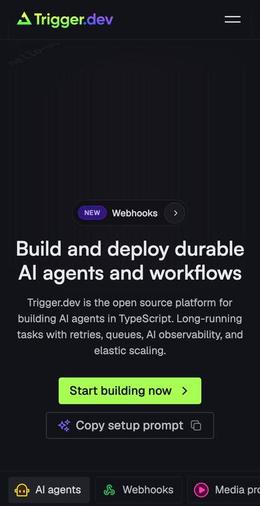 Trigger.dev
NEW Webhooks
Build and deploy durable
AI agents and workflows
Trigger.dev is the open source platform for
building AI agents in TypeScript. Long-running
tasks with retries, queues, AI observability, and
elastic scaling.
Start building now
Copy setup prompt
AI agents Webhooks Media pro